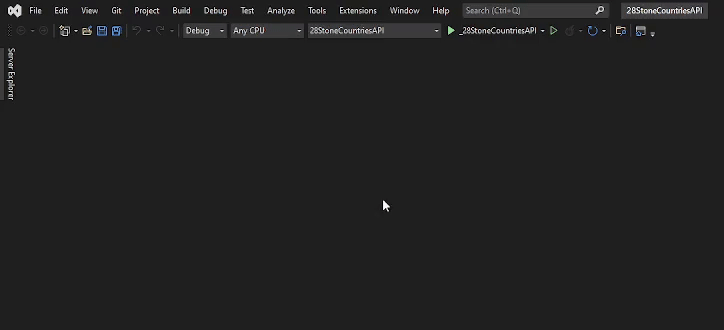 File Edit View Git Project Build Debug Test Analyze Tools Extensions Window Help Search (Ctrl+Q) 28StoneCountriesAPI
Debug Any CPU 28StoneCountriesAPI _28StoneCountriesAPI
Server Explorer